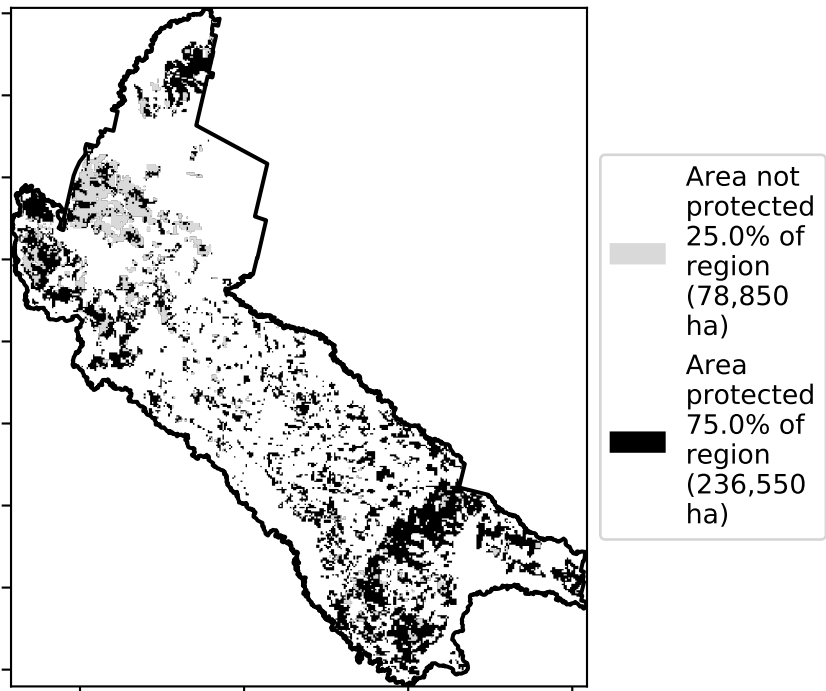 Area not
protected
25.0% of
region
(78,850
ha)
Area
protected
75.0% of
region
(236,550
ha)